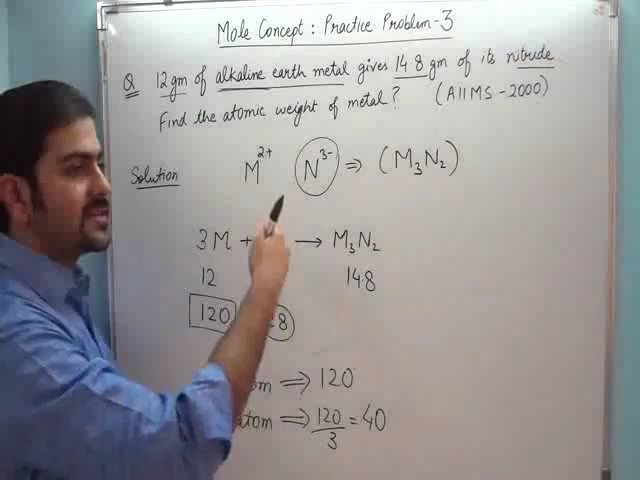 Mole Concept : Practice Problem-3
Q 12 gm of alkaline earth metal gives 14.8 gm of its nitrude.
Find the atomic weight of metal? (AIIMS-2000)
Solution M²⁺ N³⁻ ⇒ (M₃N₂)
3M + → M₃N₂
12 14.8
120 28
⇒ 120
atom ⇒ 120/3 = 40